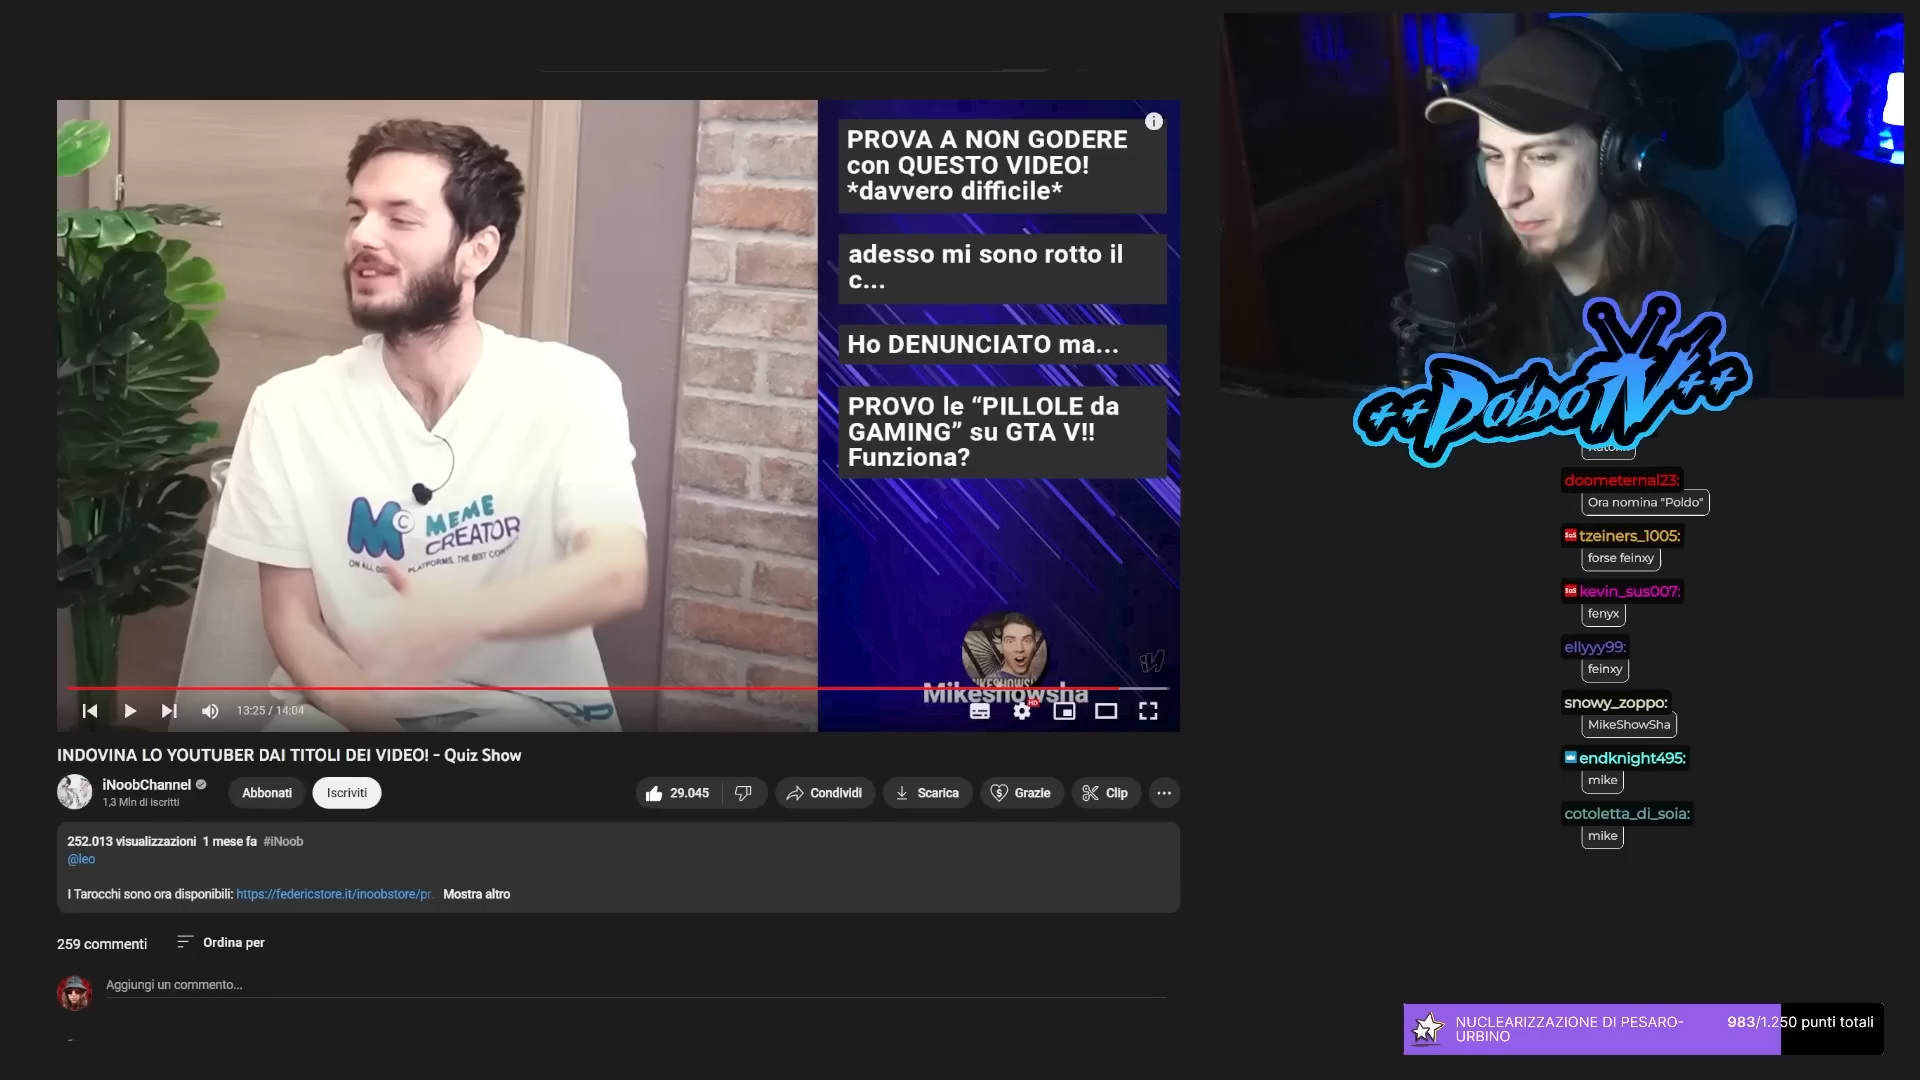 PROVA A NON GODERE
con QUESTO VIDEO!
*davvero difficile*
adesso mi sono rotto il
c...
Ho DENUNCIATO ma...
PROVO le “PILLOLE da
GAMING” su GTA V!!
Funziona?
MC MEME
CREATOR
Mikeshowsha
13:25 / 14:04
HD
INDOVINA LO YOUTUBER DAI TITOLI DEI VIDEO! - Quiz Show
iNoobChannel
1,3 Mln di iscritti
Abbonati
Iscriviti
29.045
Condividi
Scarica
Grazie
Clip
252.013 visualizzazioni 1 mese fa #iNoob
@leo
I Tarocchi sono ora disponibili: https://federicstore.it/inoobstore/pr... Mostra altro
259 commenti
Ordina per
Aggiungi un commento...
++POLDO TV++
doometernal23:
Ora nomina "Poldo"
tzeiners_1005:
forse feinxy
kevin_sus007:
fenyx
ellyyy99:
feinxy
snowy_zoppo:
MikeShowSha
endknight495:
mike
cotoletta_di_soia:
mike
NUCLEARIZZAZIONE DI PESARO-
URBINO
983/1.250 punti totali